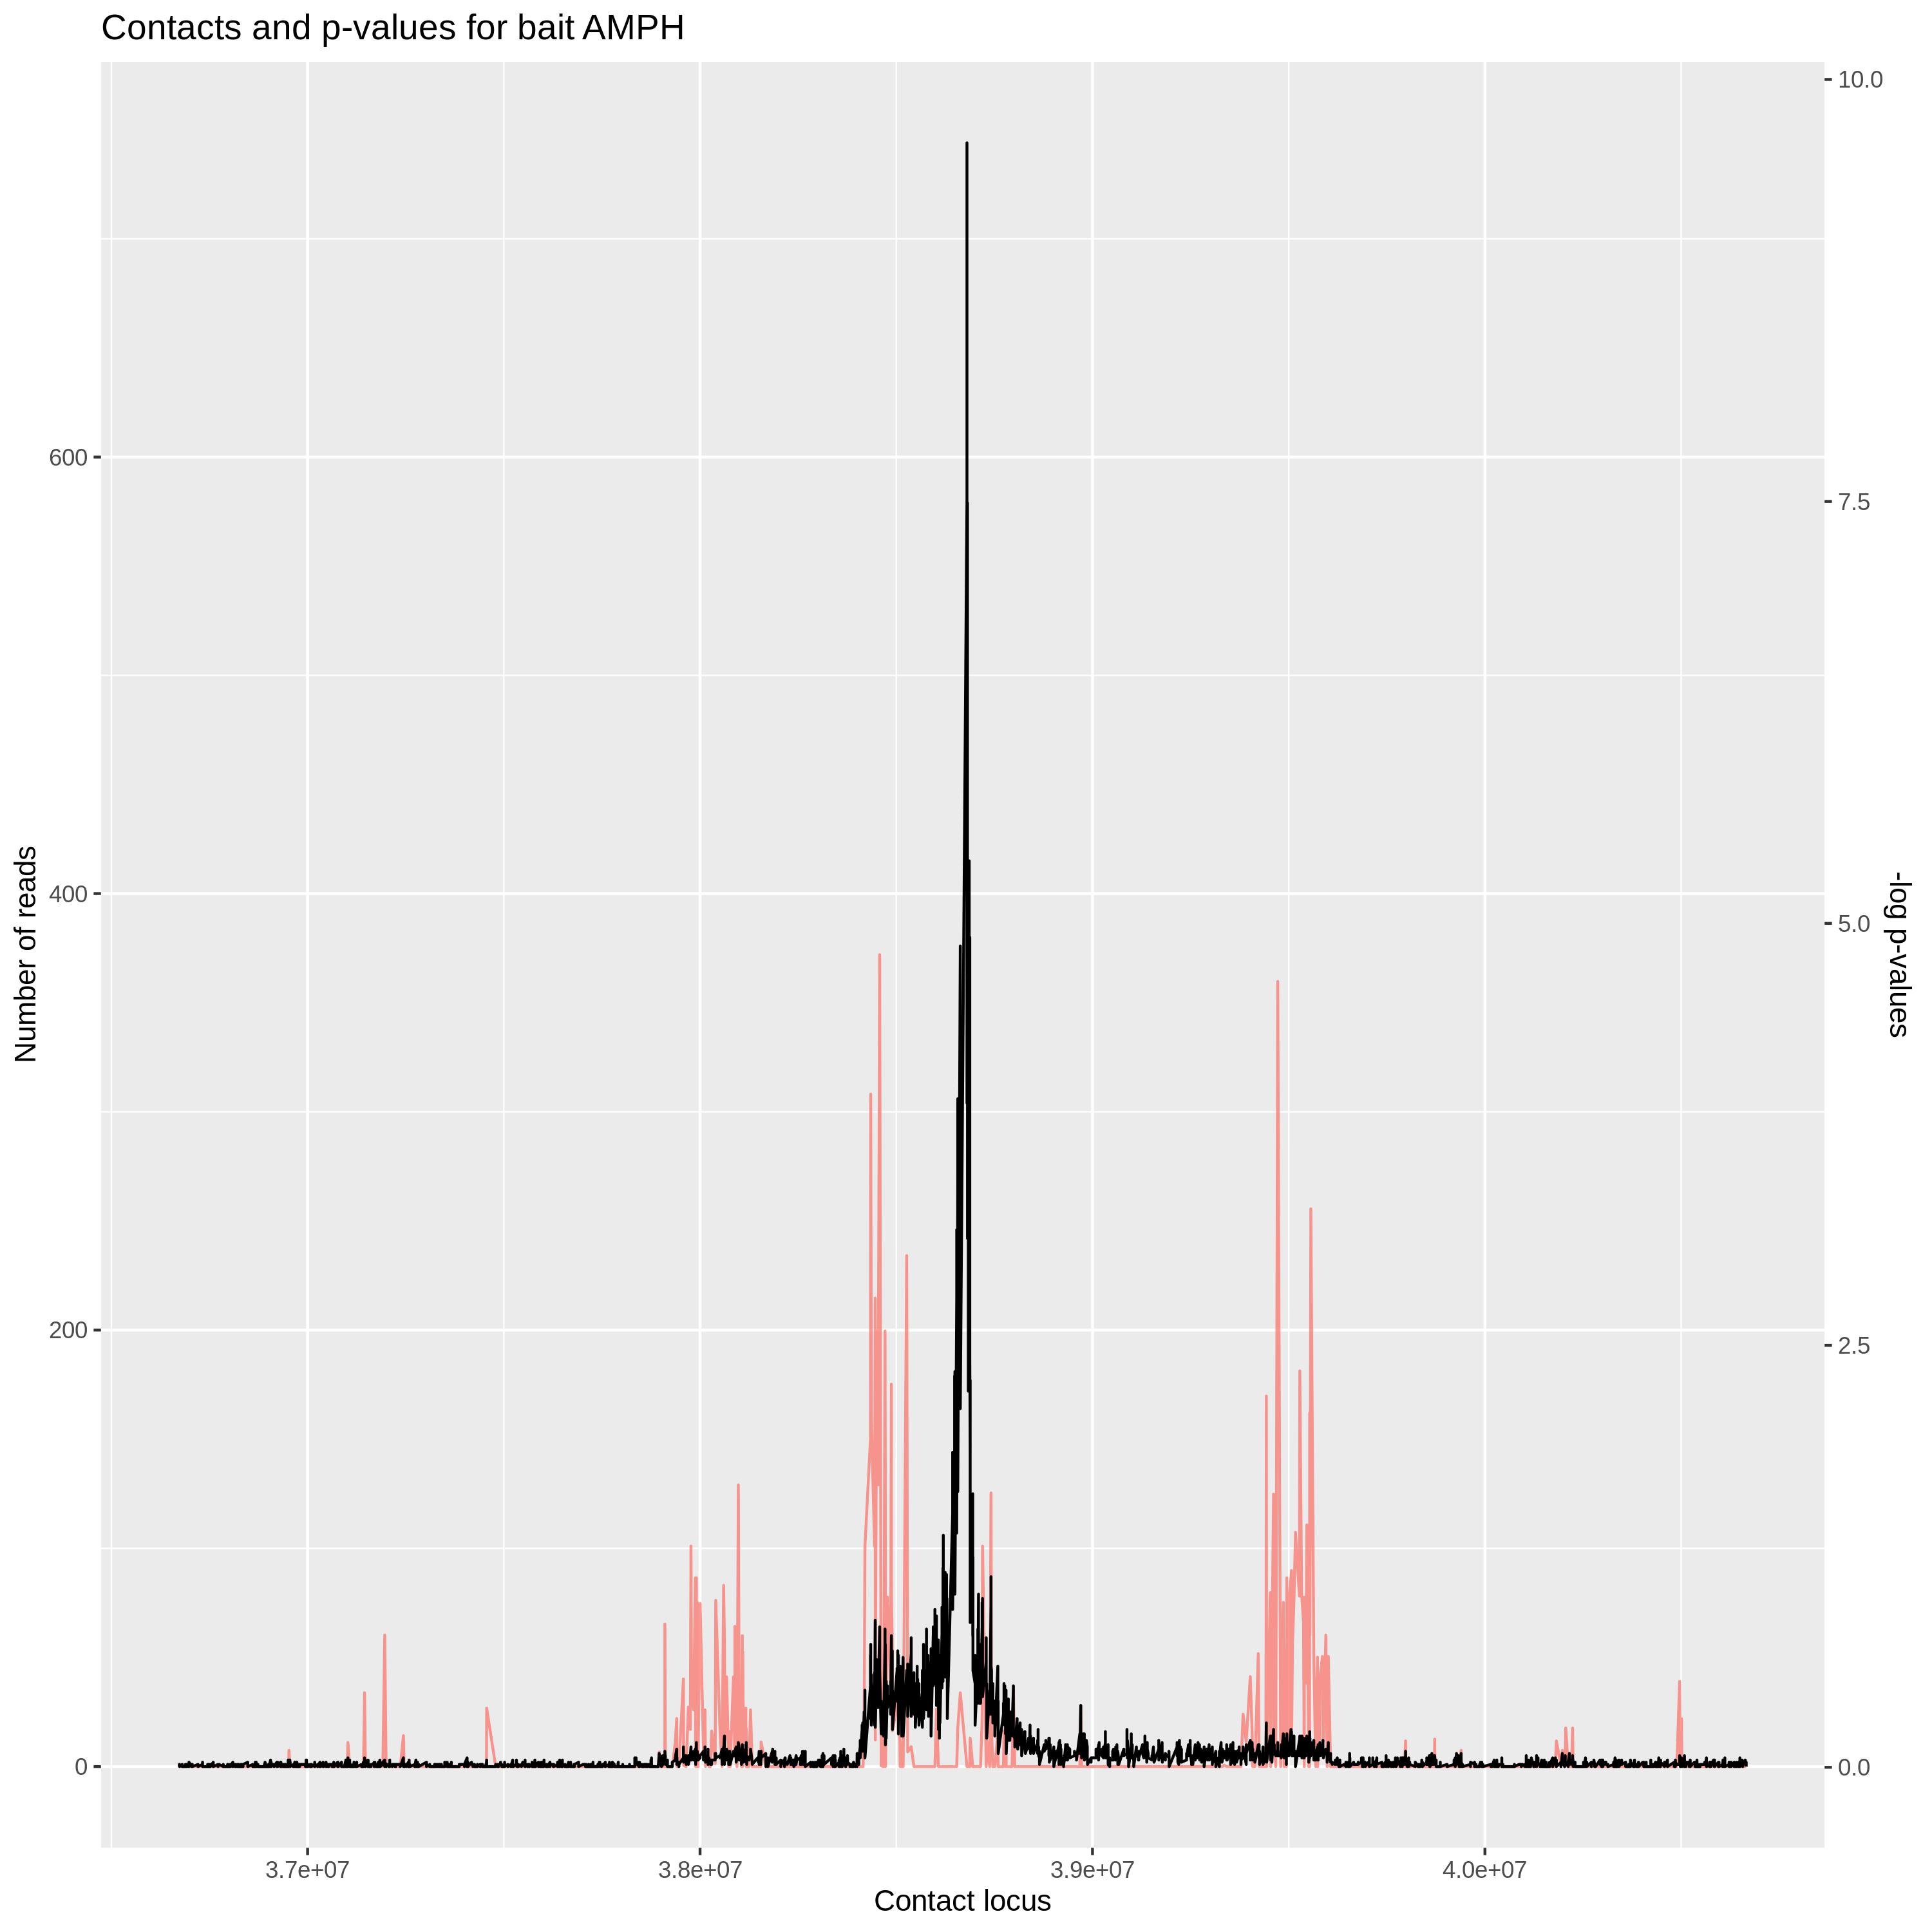 Contacts and p-values for bait AMPH
10.0
7.5
5.0
2.5
0.0
-log p-values
600
400
200
0
Number of reads
3.7e+07
3.8e+07
3.9e+07
4.0e+07
Contact locus